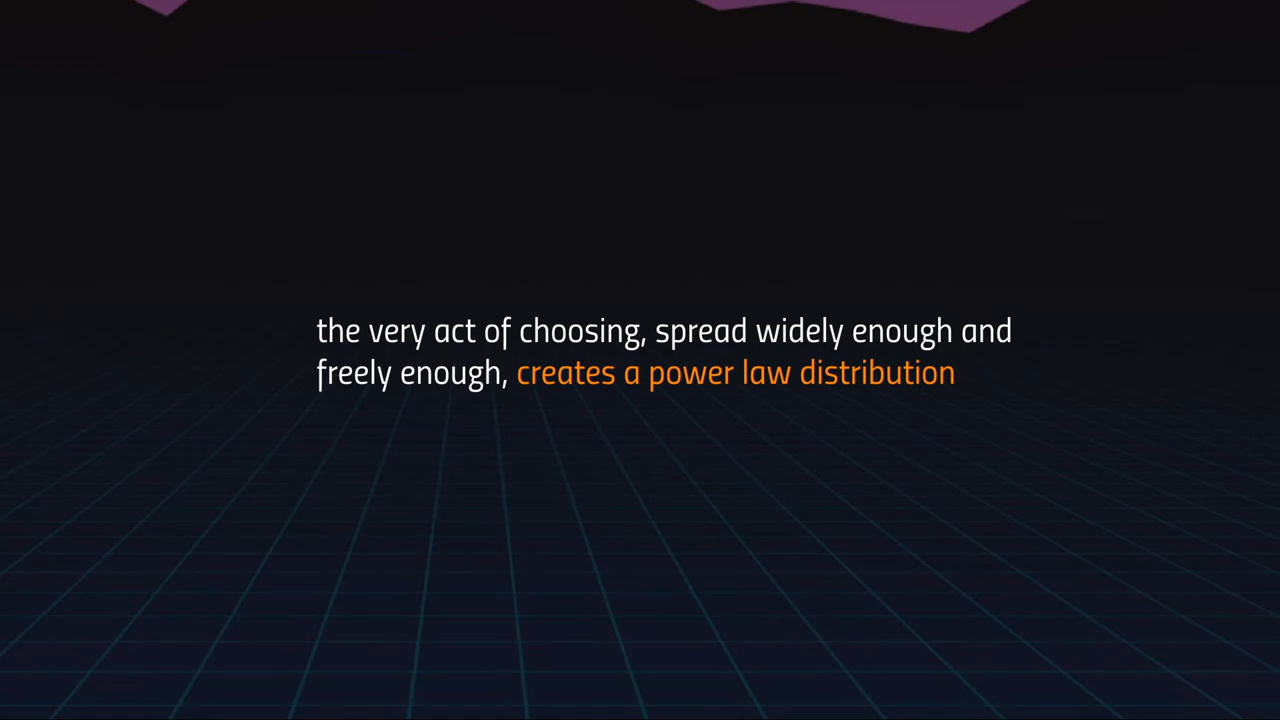 the very act of choosing, spread widely enough and
freely enough, creates a power law distribution